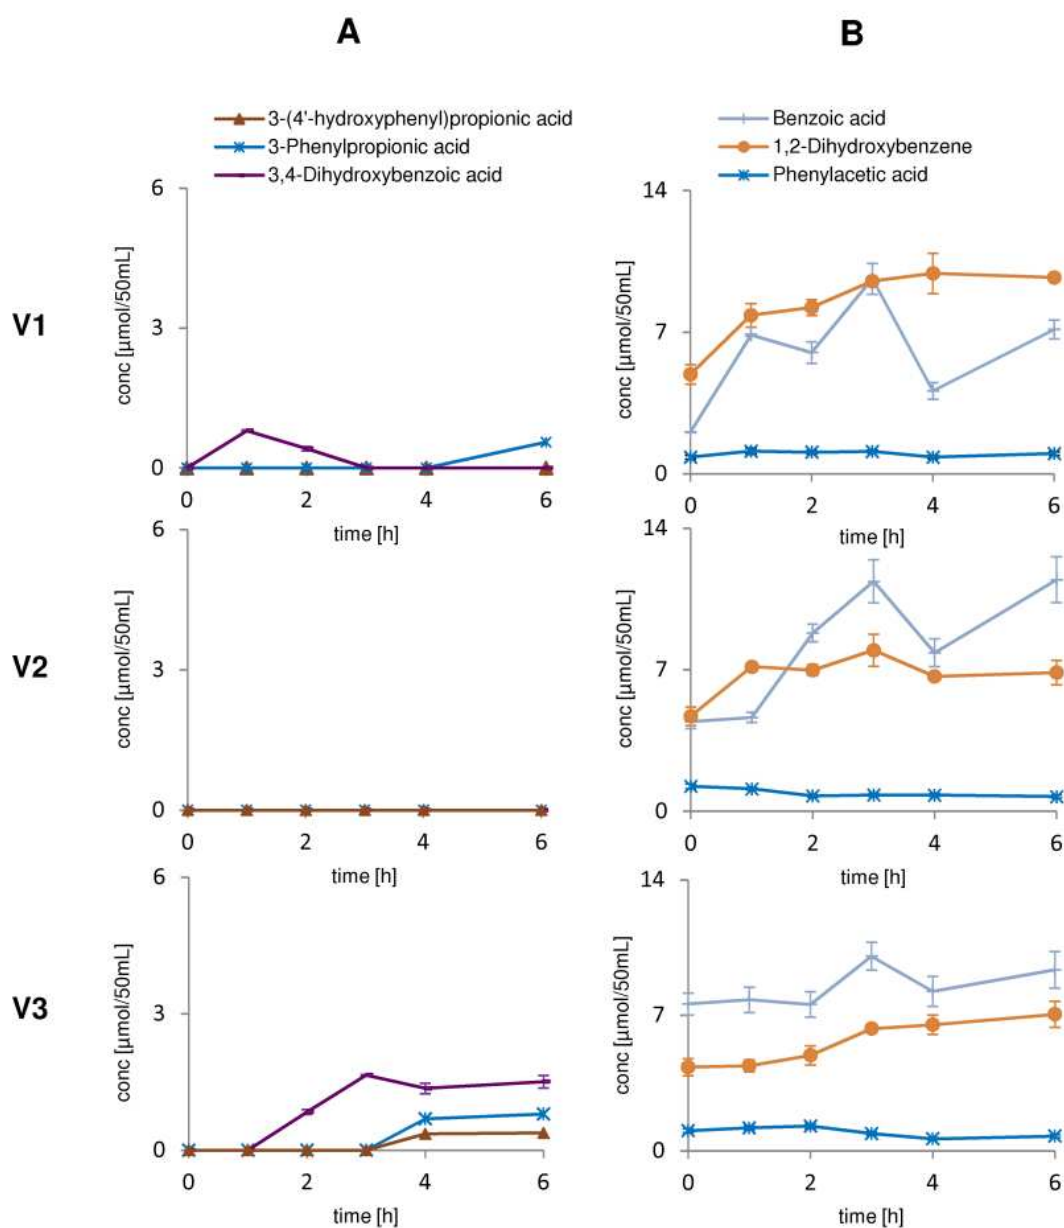 A
B
3-(4'-hydroxyphenyl)propionic acid
3-Phenylpropionic acid
3,4-Dihydroxybenzoic acid
Benzoic acid
1,2-Dihydroxybenzene
Phenylacetic acid
V1
conc [µmol/50mL]
6
3
0
0 2 4 6
time [h]
conc [µmol/50mL]
14
7
0
0 2 4 6
time [h]
V2
conc [µmol/50mL]
6
3
0
0 2 4 6
time [h]
conc [µmol/50mL]
14
7
0
0 2 4 6
time [h]
V3
conc [µmol/50mL]
6
3
0
0 2 4 6
time [h]
conc [µmol/50mL]
14
7
0
0 2 4 6
time [h]